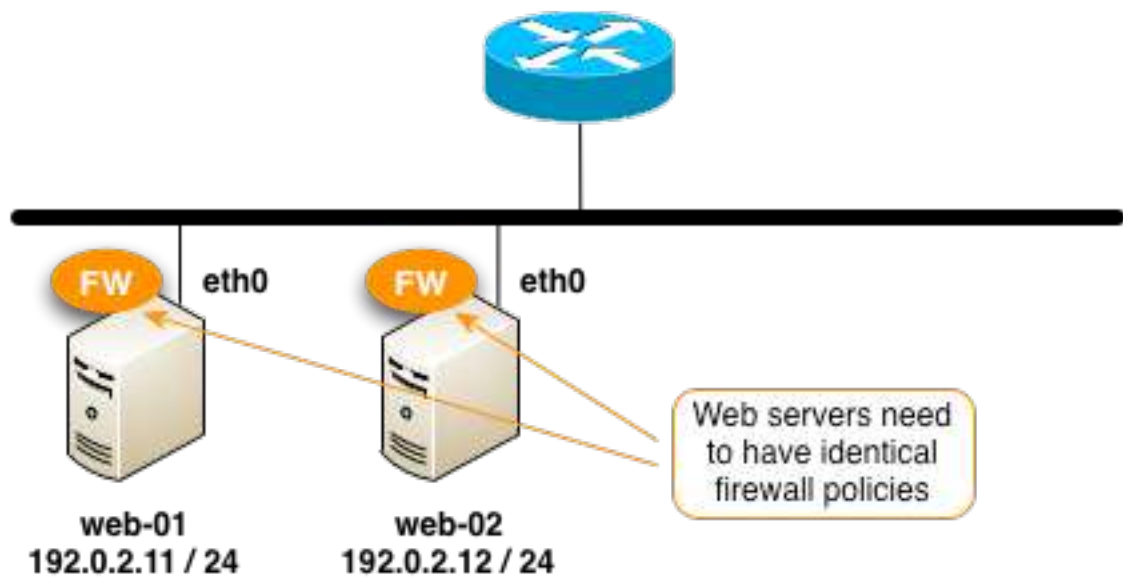 FW
eth0
FW
eth0
Web servers need
to have identical
firewall policies
web-01
192.0.2.11 / 24
web-02
192.0.2.12 / 24